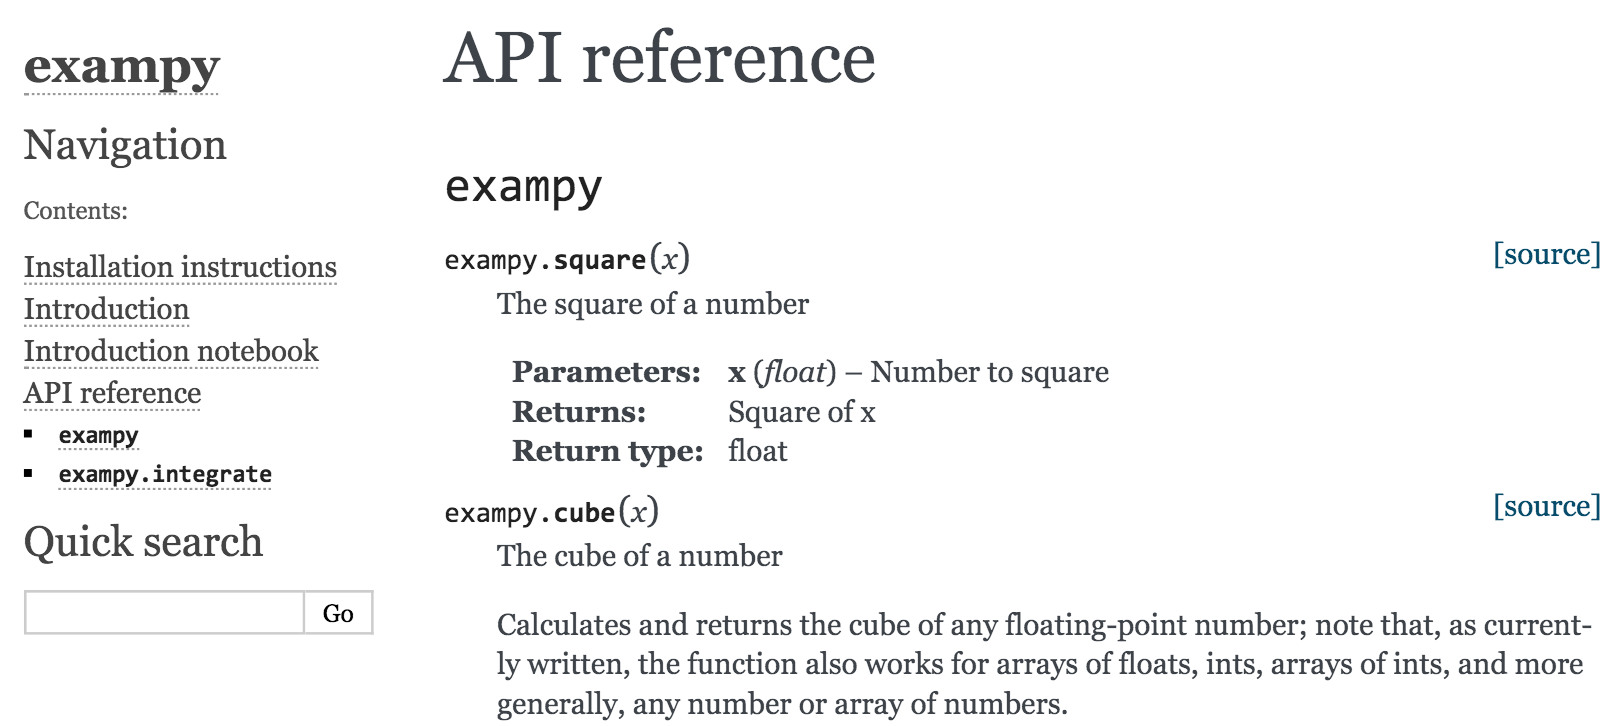 exampy
Navigation
Contents:
Installation instructions
Introduction
Introduction notebook
API reference
exampy
exampy.integrate
Quick search
Go
API reference
exampy
exampy.square(x) [source]
The square of a number
Parameters: x (float) – Number to square
Returns: Square of x
Return type: float
exampy.cube(x) [source]
The cube of a number
Calculates and returns the cube of any floating-point number; note that, as current-
ly written, the function also works for arrays of floats, ints, arrays of ints, and more
generally, any number or array of numbers.